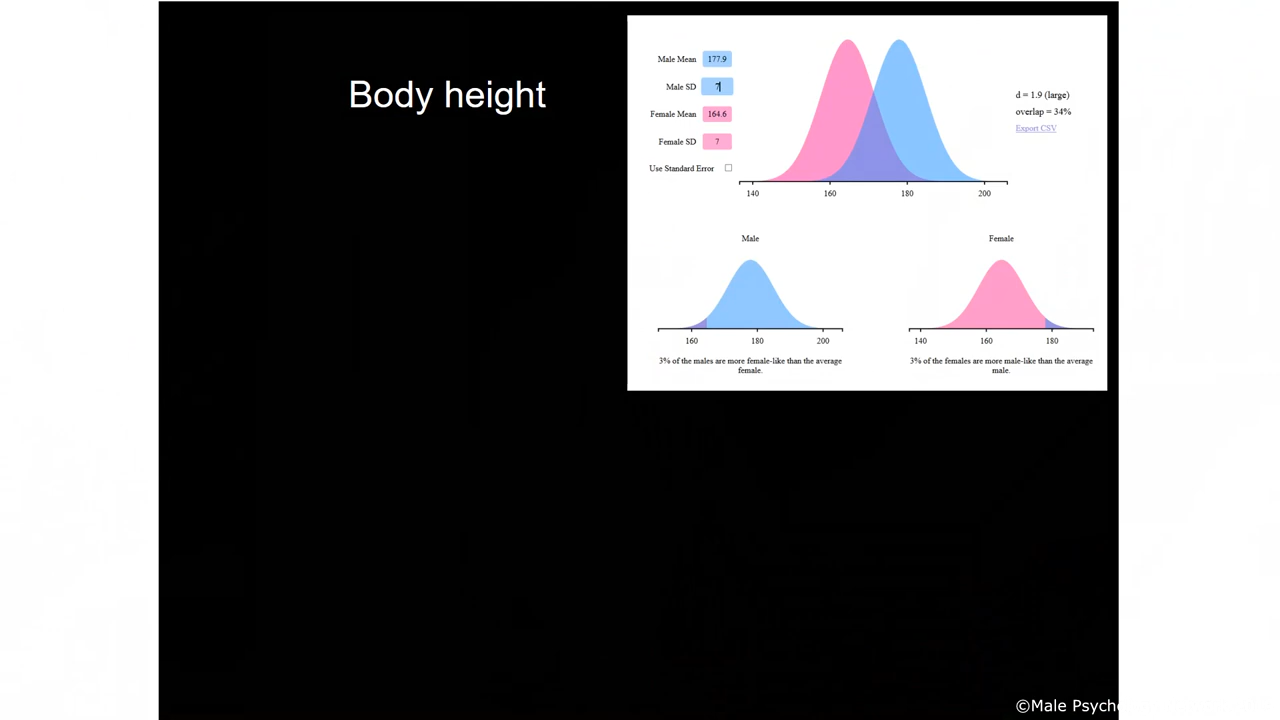 Body height
Male Mean 177.9
Male SD 7
Female Mean 164.6
Female SD 7
Use Standard Error
d = 1.9 (large)
overlap = 34%
Export CSV
140 160 180 200
Male
160 180 200
3% of the males are more female-like than the average
female.
Female
140 160 180
3% of the females are more male-like than the average
male.
©Male